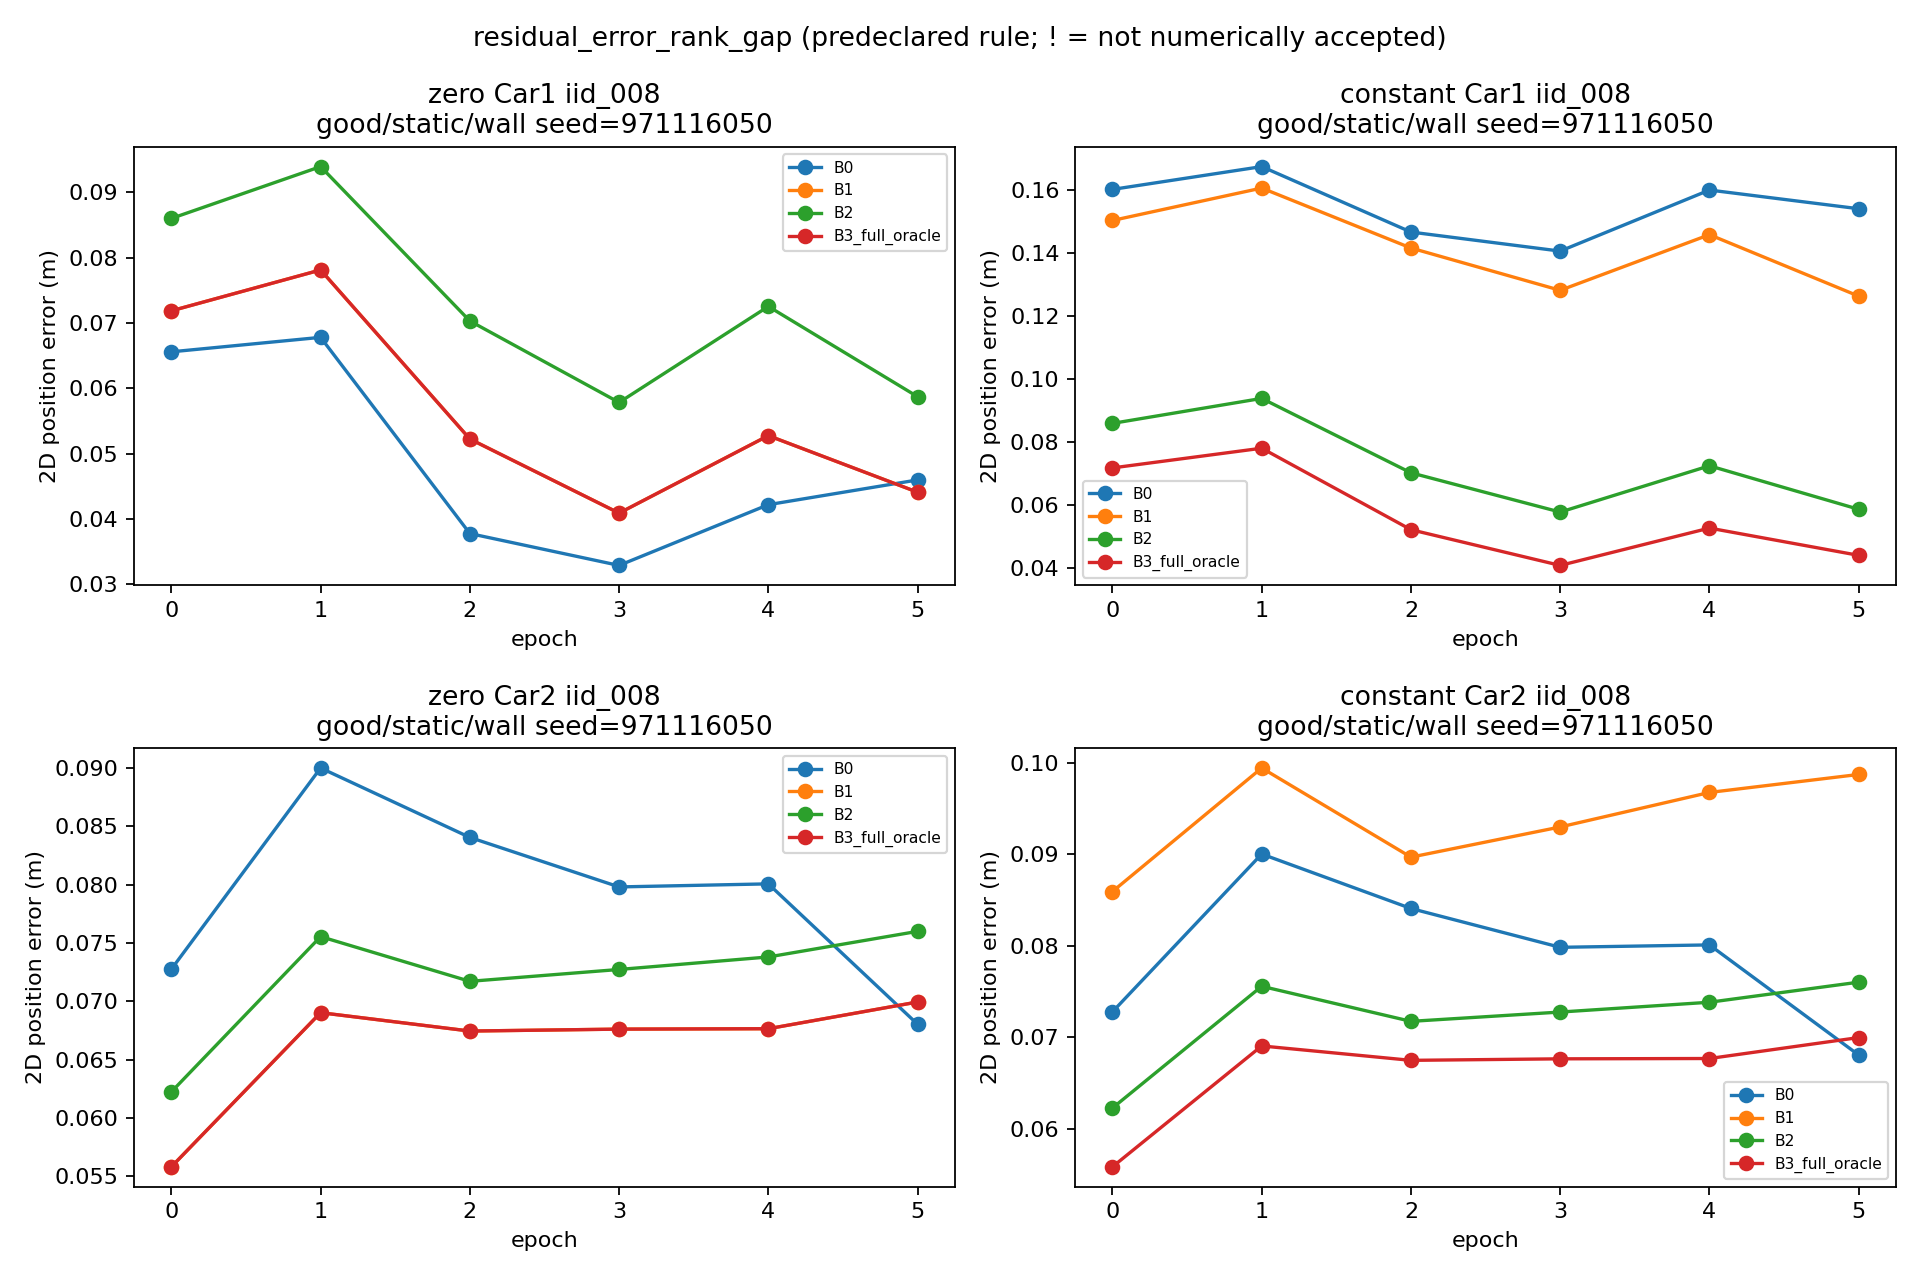 residual_error_rank_gap (predeclared rule; ! = not numerically accepted)
zero Car1 iid_008
good/static/wall seed=971116050
2D position error (m)
0.09
0.08
0.07
0.06
0.05
0.04
0.03
0 1 2 3 4 5
epoch
B0
B1
B2
B3_full_oracle
constant Car1 iid_008
good/static/wall seed=971116050
2D position error (m)
0.16
0.14
0.12
0.10
0.08
0.06
0.04
0 1 2 3 4 5
epoch
B0
B1
B2
B3_full_oracle
zero Car2 iid_008
good/static/wall seed=971116050
2D position error (m)
0.090
0.085
0.080
0.075
0.070
0.065
0.060
0.055
0 1 2 3 4 5
epoch
B0
B1
B2
B3_full_oracle
constant Car2 iid_008
good/static/wall seed=971116050
2D position error (m)
0.10
0.09
0.08
0.07
0.06
0 1 2 3 4 5
epoch
B0
B1
B2
B3_full_oracle